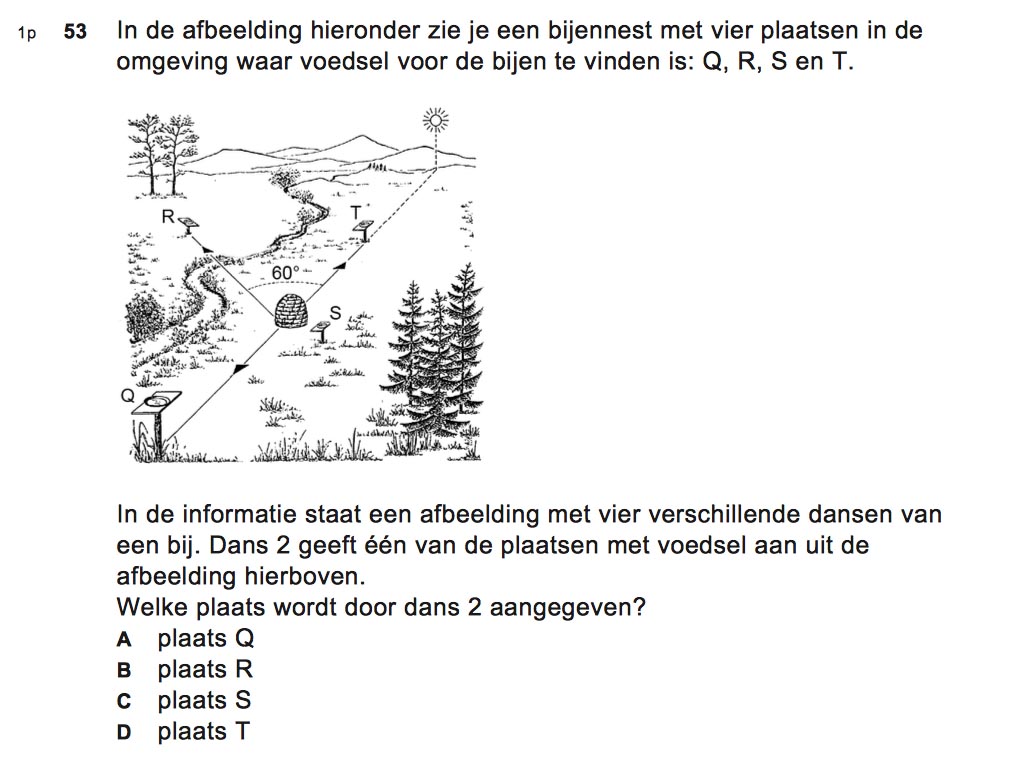 1p 53 In de afbeelding hieronder zie je een bijennest met vier plaatsen in de
omgeving waar voedsel voor de bijen te vinden is: Q, R, S en T.
R
T
60°
S
Q
In de informatie staat een afbeelding met vier verschillende dansen van
een bij. Dans 2 geeft één van de plaatsen met voedsel aan uit de
afbeelding hierboven.
Welke plaats wordt door dans 2 aangegeven?
A plaats Q
B plaats R
C plaats S
D plaats T